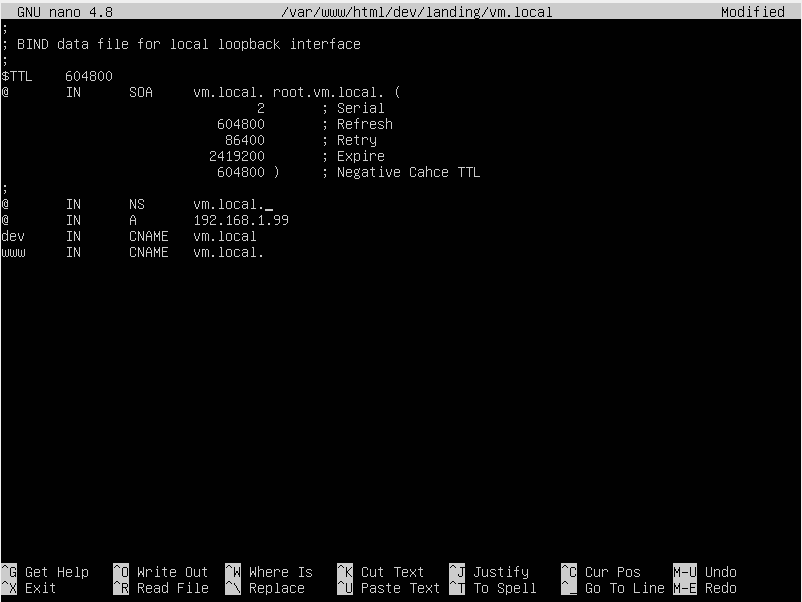 GNU nano 4.8 /var/www/html/dev/landing/vm.local Modified
;
; BIND data file for local loopback interface
;
$TTL 604800
@ IN SOA vm.local. root.vm.local. (
2 ; Serial
604800 ; Refresh
86400 ; Retry
2419200 ; Expire
604800 ) ; Negative Cahce TTL
;
@ IN NS vm.local._
@ IN A 192.168.1.99
dev IN CNAME vm.local
www IN CNAME vm.local.
^G Get Help ^O Write Out ^W Where Is ^K Cut Text ^J Justify ^C Cur Pos M-U Undo
^X Exit ^R Read File ^\ Replace ^U Paste Text ^T To Spell ^_ Go To Line M-E Redo